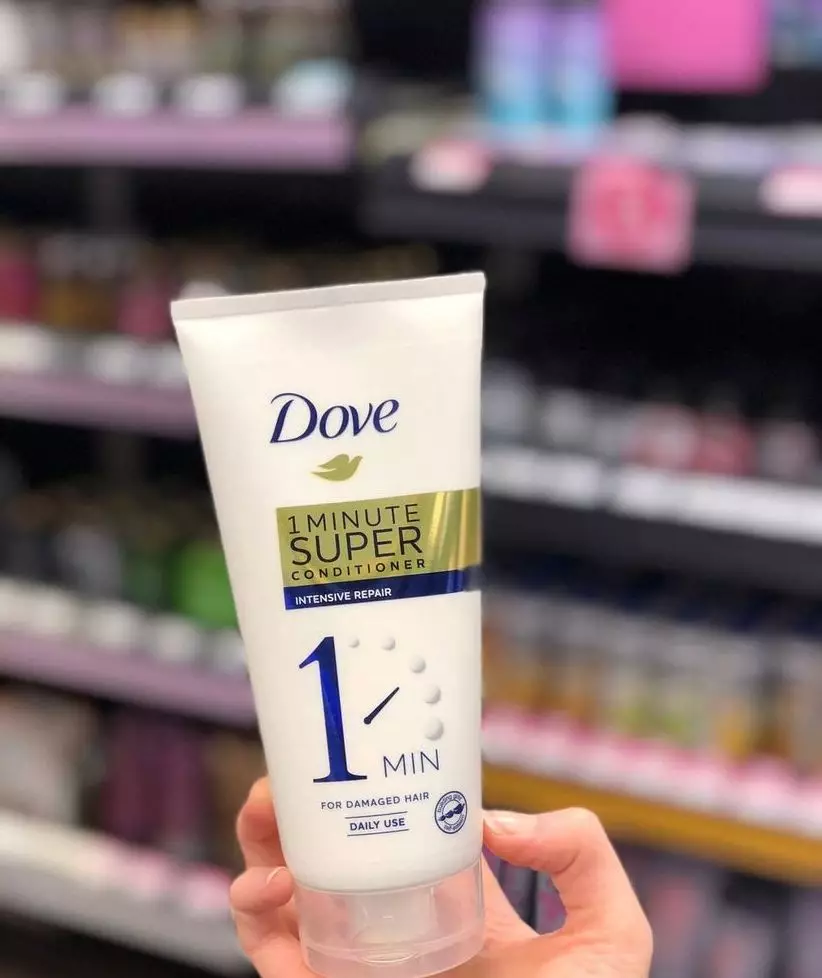 Dove
1 MINUTE
SUPER
CONDITIONER
INTENSIVE REPAIR
1
MIN
FOR DAMAGED HAIR
DAILY USE